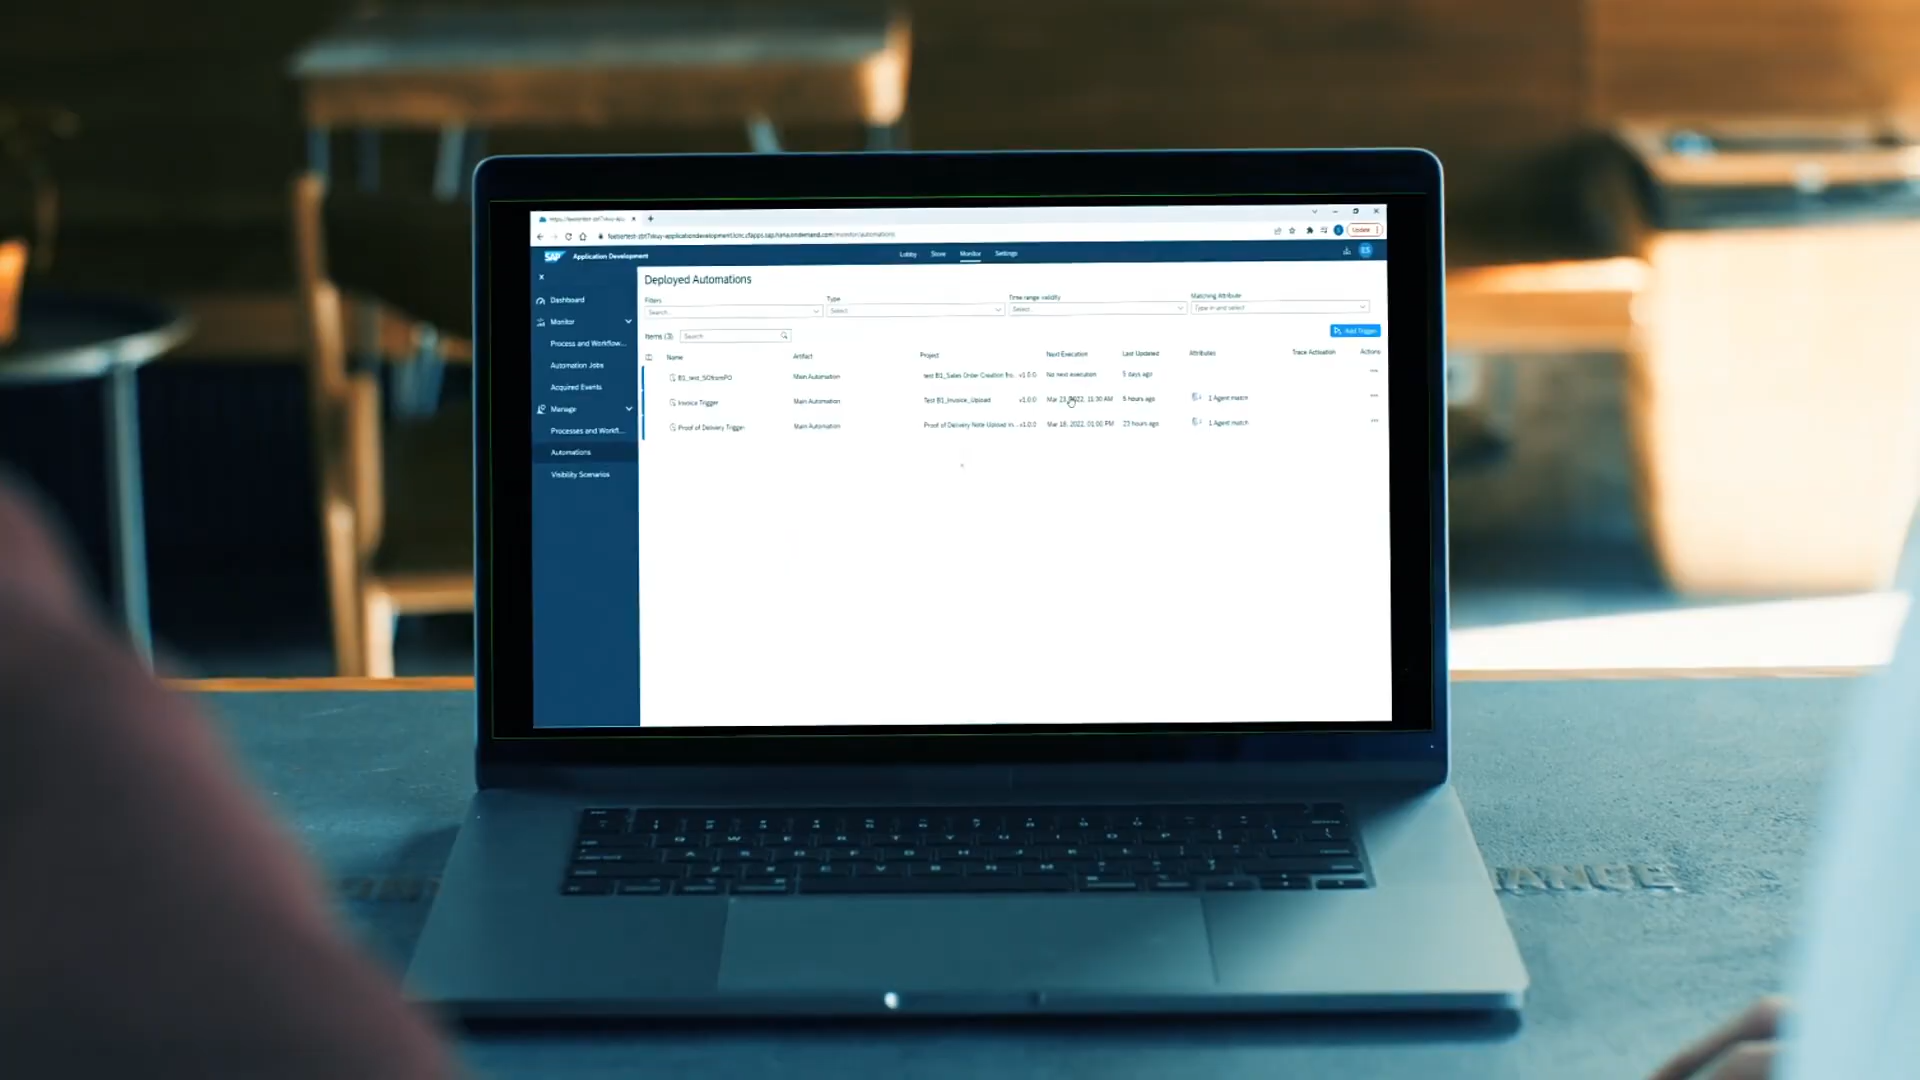 SAP Application Development
Lobby Store Monitor Settings
ES
Update
Dashboard
Monitor
Process and Workflow...
Automation Jobs
Acquired Events
Manage
Processes and Workfl...
Automations
Visibility Scenarios
Deployed Automations
Filters Type Time range validity Matching Attribute
Search... Select Select Type in and select
Items (3) Search Add Trigger
Name Artifact Project Next Execution Last Updated Attributes Trace Activation Actions
B1_test_SOfromPO Main Automation test B1_Sales Order Creation fro... v1.0.0 No next execution 5 days ago
Invoice Trigger Main Automation Test B1_Invoice_Upload v1.0.0 Mar 23, 2022, 11:30 AM 5 hours ago 1 Agent match
Proof of Delivery Trigger Main Automation Proof of Delivery Note Upload in... v1.0.0 Mar 18, 2022, 01:00 PM 23 hours ago 1 Agent match